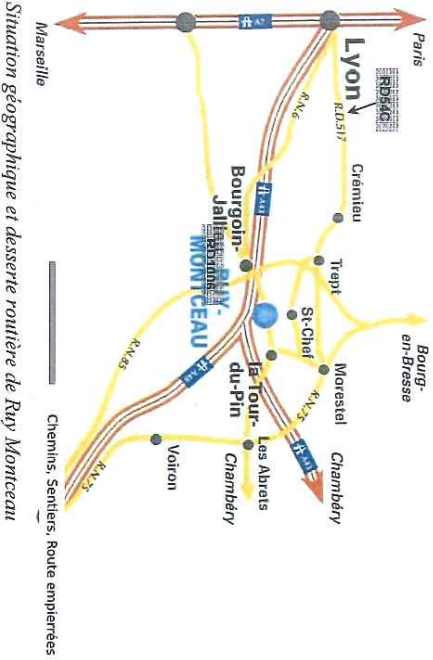 Paris
A7
Marseille
Lyon
RD54C
R.D.517
R.N.6
Crémieu
A43
Bourgoin-
Jallieu
RD1006
RUY-
MONTCEAU
Trept
St-Chef
Morestel
Bourg-
en-Bresse
la Tour-
du-Pin
R.N.75
A43
Chambéry
Les Abrets
Chambéry
R.N.85
A48
Voiron
R.N.75
Chemins, Sentiers, Route empierrées
Situation géographique et desserte routière de Ruy Montceau